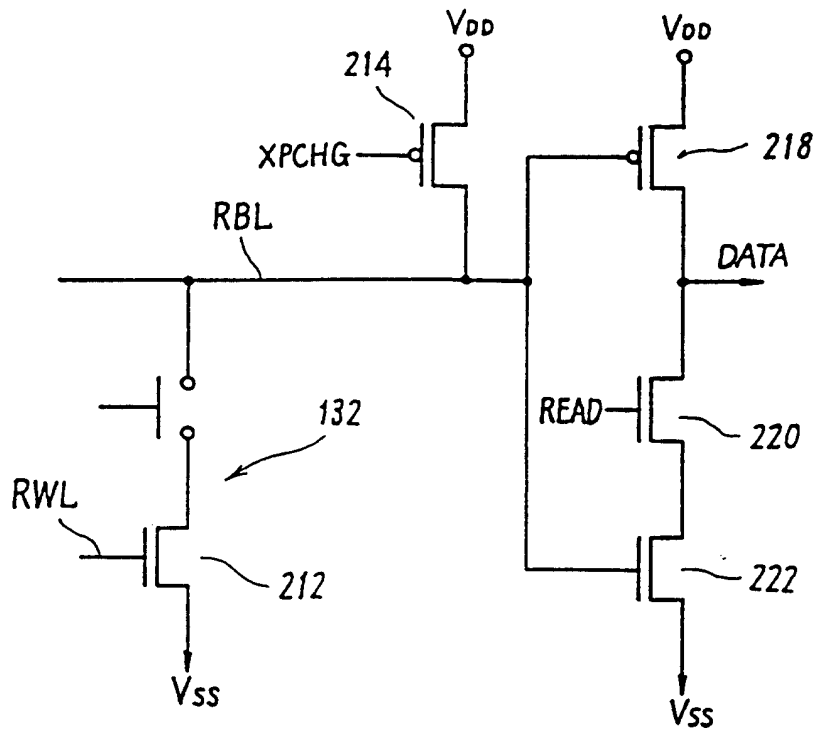 VDD
VDD
214
XPCHG
218
RBL
DATA
132
READ
220
RWL
212
222
VSS
VSS